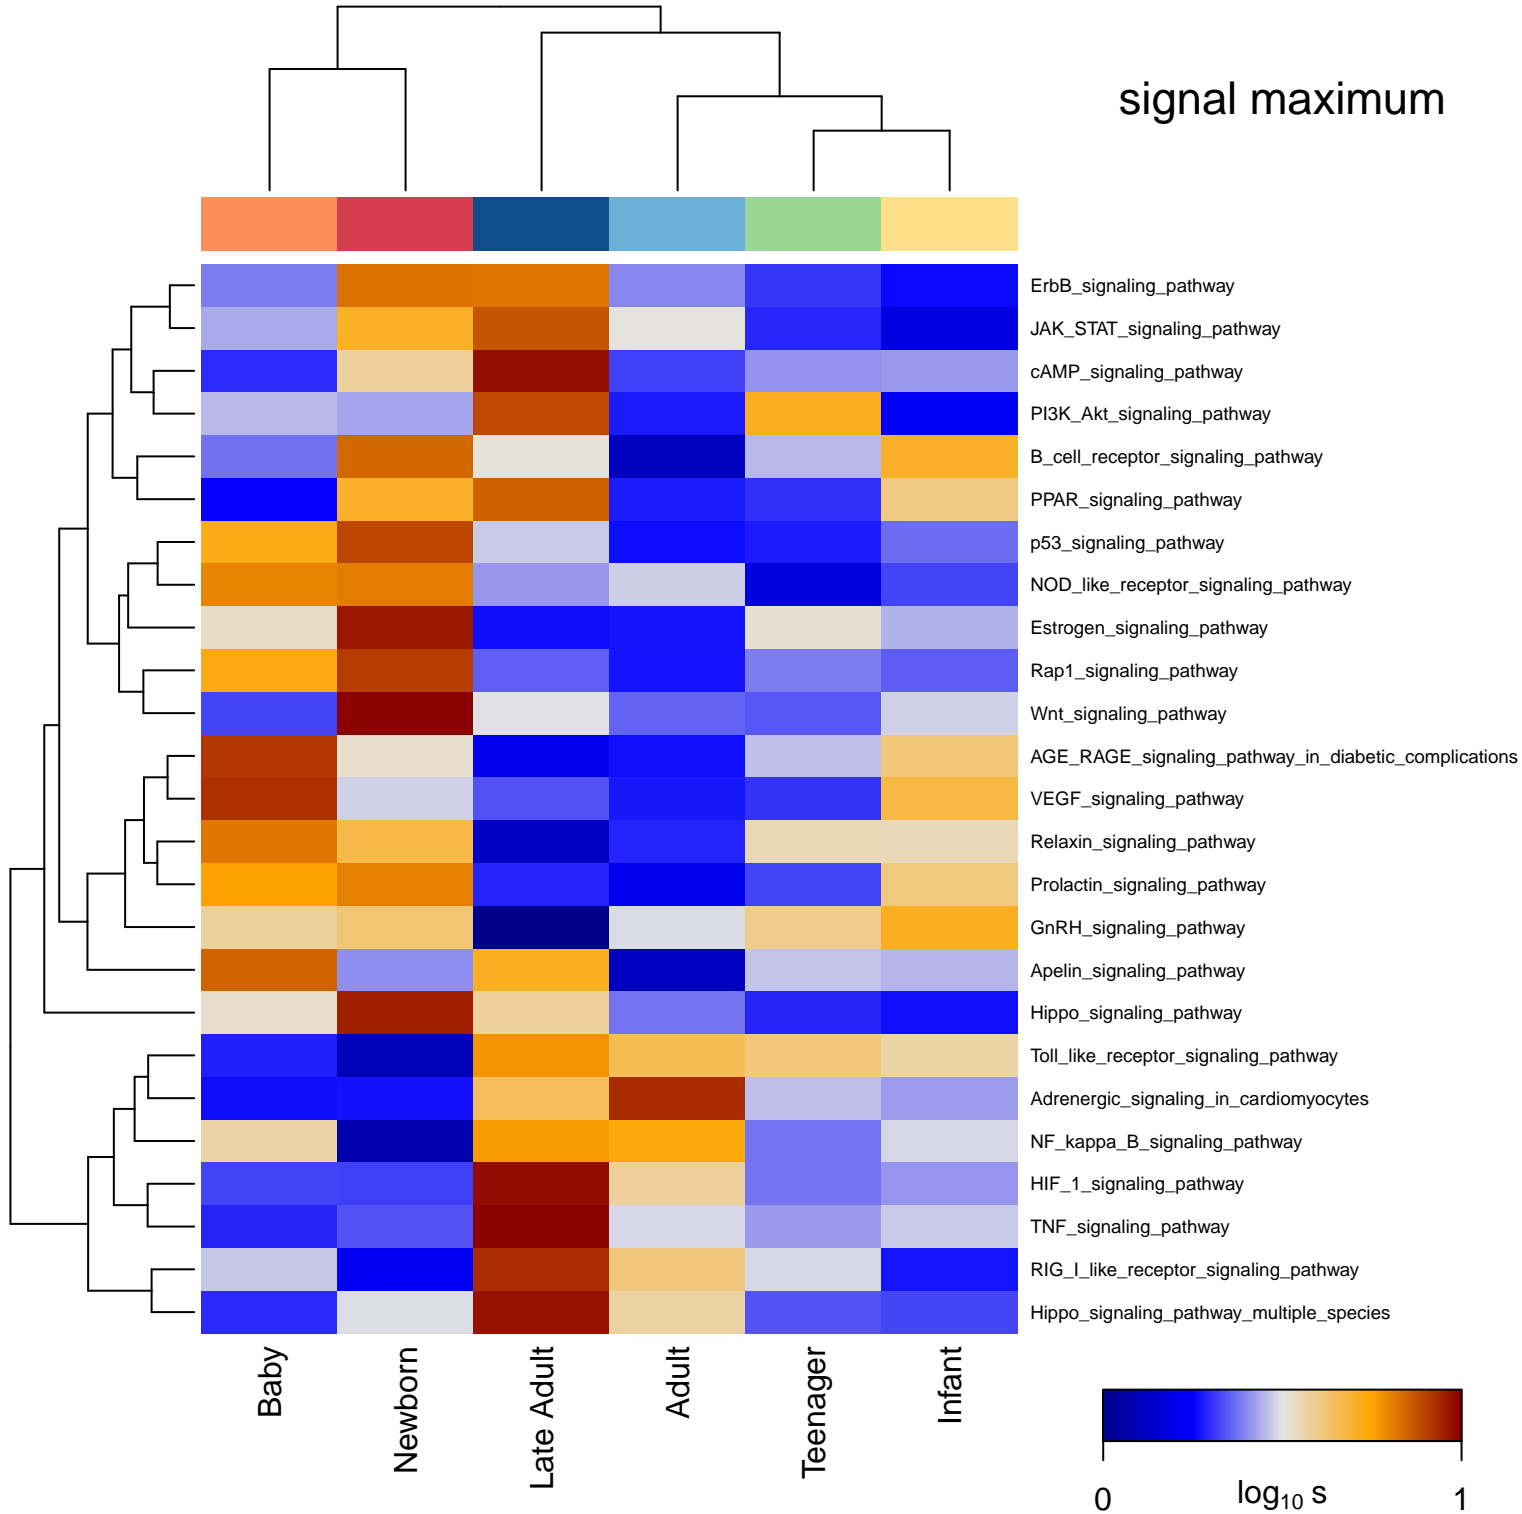 signal maximum
ErbB_signaling_pathway
JAK_STAT_signaling_pathway
cAMP_signaling_pathway
PI3K_Akt_signaling_pathway
B_cell_receptor_signaling_pathway
PPAR_signaling_pathway
p53_signaling_pathway
NOD_like_receptor_signaling_pathway
Estrogen_signaling_pathway
Rap1_signaling_pathway
Wnt_signaling_pathway
AGE_RAGE_signaling_pathway_in_diabetic_complications
VEGF_signaling_pathway
Relaxin_signaling_pathway
Prolactin_signaling_pathway
GnRH_signaling_pathway
Apelin_signaling_pathway
Hippo_signaling_pathway
Toll_like_receptor_signaling_pathway
Adrenergic_signaling_in_cardiomyocytes
NF_kappa_B_signaling_pathway
HIF_1_signaling_pathway
TNF_signaling_pathway
RIG_I_like_receptor_signaling_pathway
Hippo_signaling_pathway_multiple_species
Baby
Newborn
Late Adult
Adult
Teenager
Infant
0
log₁₀ s
1